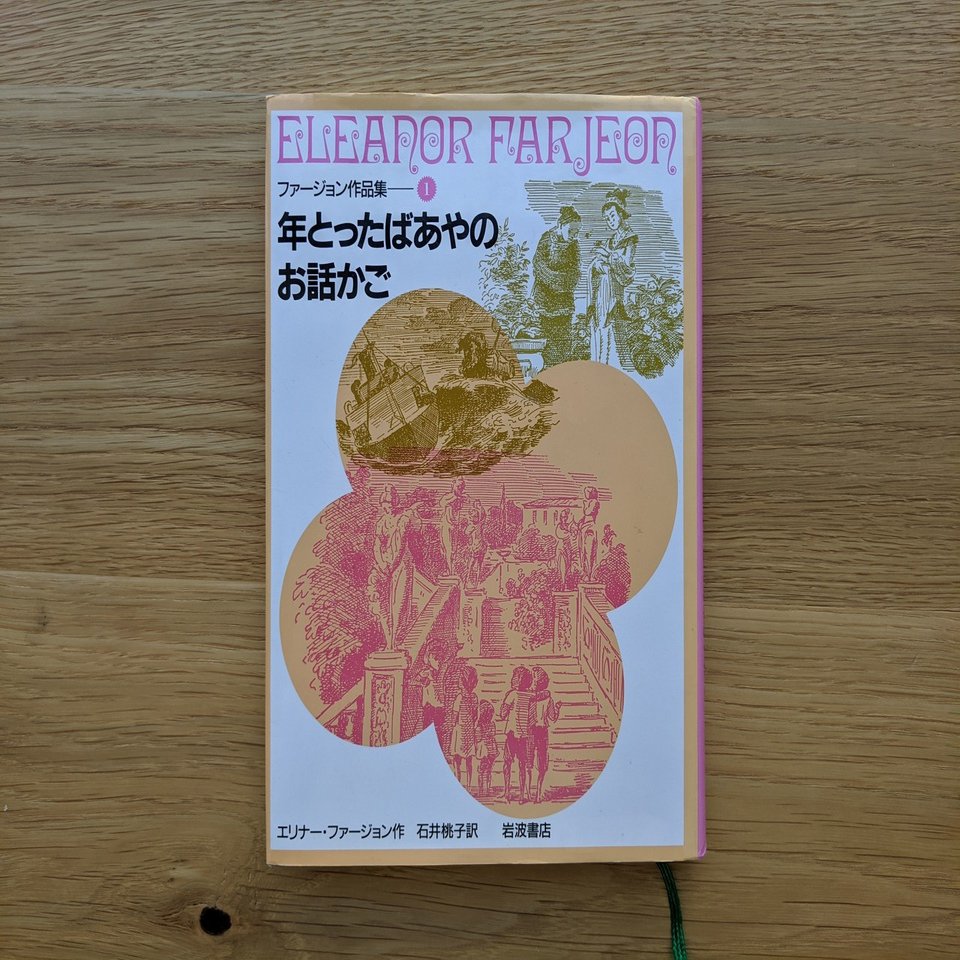 ELEANOR FARJEON
ファージョン作品集—1
年とったばあやの
お話かご
エリナー・ファージョン作 石井桃子訳 岩波書店